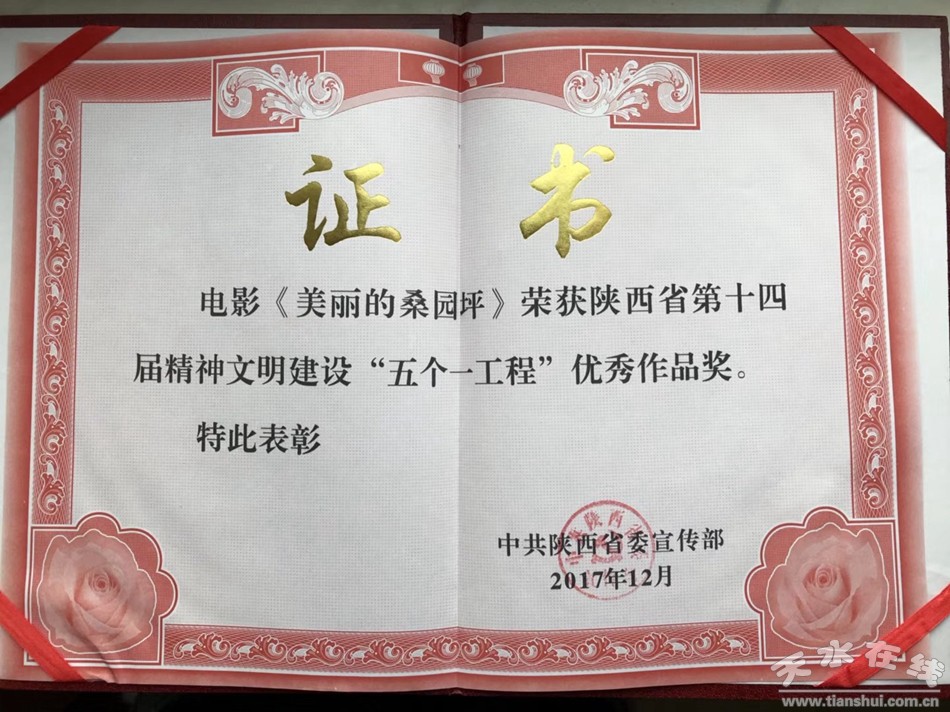 证书
电影《美丽的桑园坪》荣获陕西省第十四
届精神文明建设“五个一工程”优秀作品奖。
特此表彰
中共陕西省委宣传部
2017年12月
天水在线
www.tianshui.com.cn